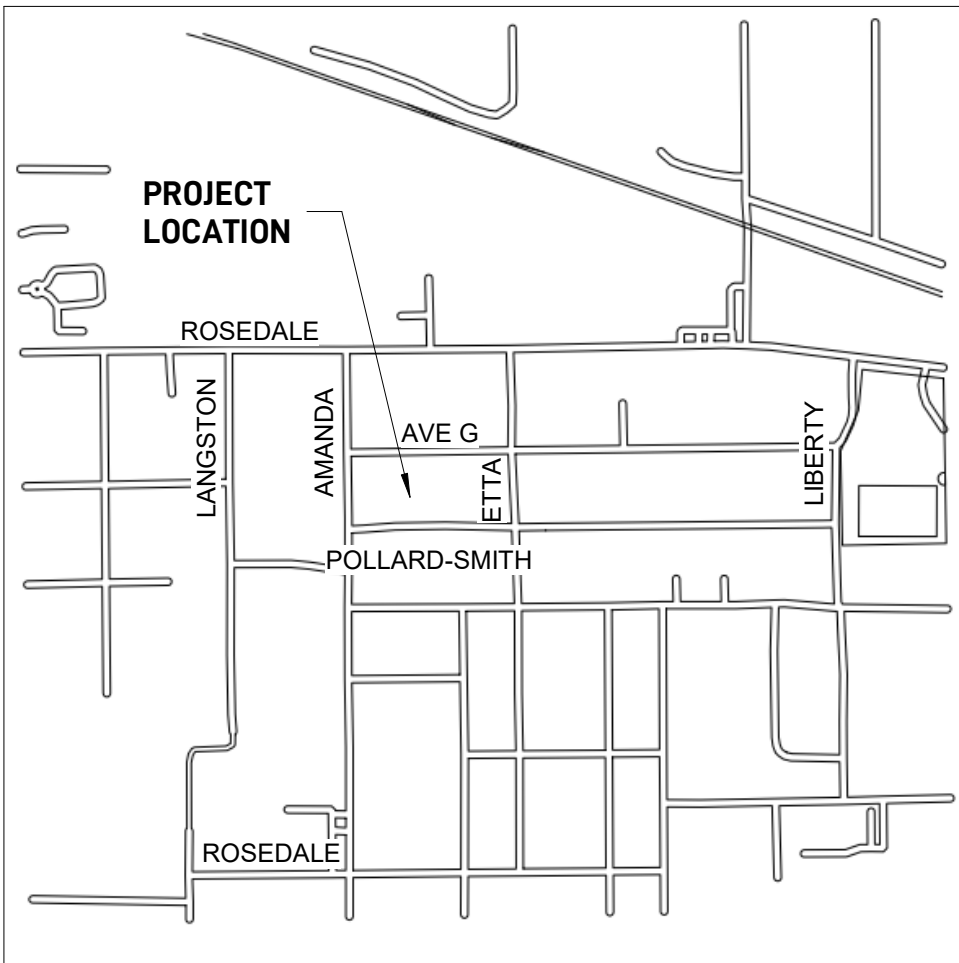 PROJECT
LOCATION
ROSEDALE
LANGSTON
AMANDA
AVE G
ETTA
LIBERTY
POLLARD-SMITH
ROSEDALE